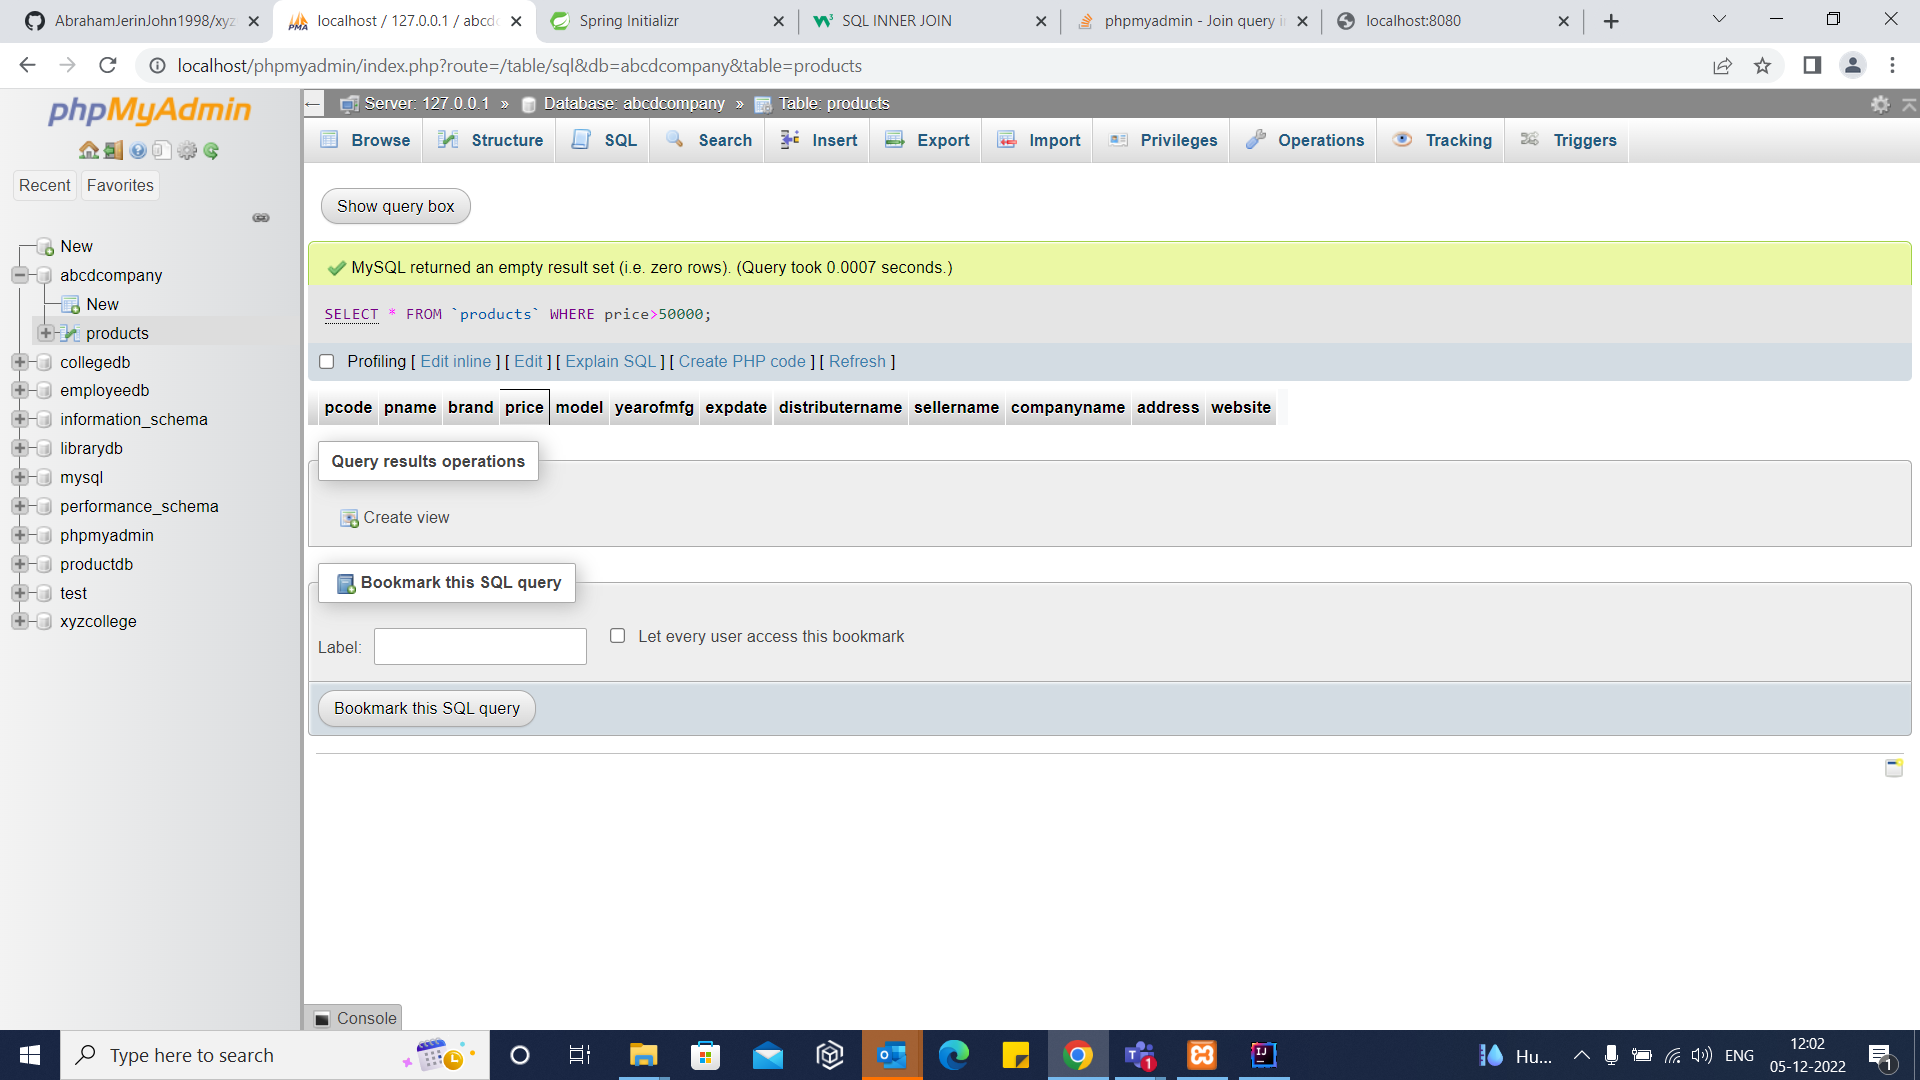 AbrahamJerinJohn1998/xyz
localhost / 127.0.0.1 / abcd
Spring Initializr
SQL INNER JOIN
phpmyadmin - Join query i
localhost:8080
localhost/phpmyadmin/index.php?route=/table/sql&db=abcdcompany&table=products
phpMyAdmin
Recent
Favorites
New
abcdcompany
New
products
collegedb
employeedb
information_schema
librarydb
mysql
performance_schema
phpmyadmin
productdb
test
xyzcollege
Server: 127.0.0.1 » Database: abcdcompany » Table: products
Browse Structure SQL Search Insert Export Import Privileges Operations Tracking Triggers
Show query box
MySQL returned an empty result set (i.e. zero rows). (Query took 0.0007 seconds.)
SELECT * FROM `products` WHERE price>50000;
Profiling [ Edit inline ] [ Edit ] [ Explain SQL ] [ Create PHP code ] [ Refresh ]
pcode pname brand price model yearofmfg expdate distributername sellername companyname address website
Query results operations
Create view
Bookmark this SQL query
Label:
Let every user access this bookmark
Bookmark this SQL query
Console
Type here to search
Hu...
ENG
12:02
05-12-2022
1
1